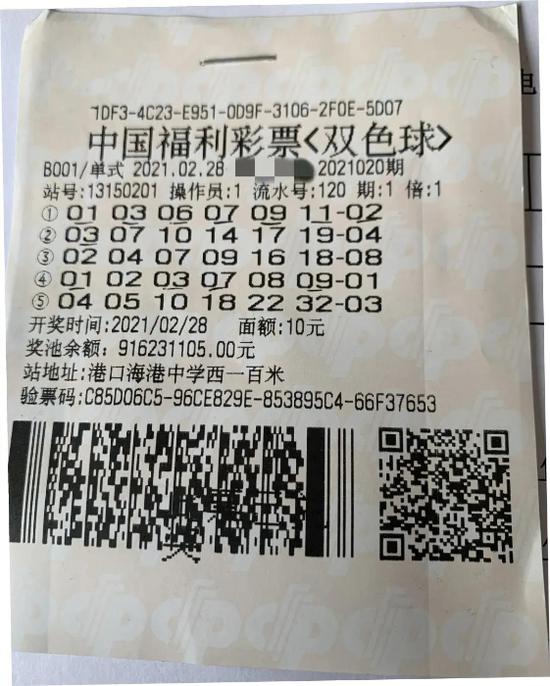 1DF3-4C23-E951-0D9F-3106-2F0E-5D07
中国福利彩票<双色球>
B001/单式 2021.02.28 2021020期
站号:13150201 操作员:1 流水号:120 期:1 倍:1
① 01 03 06 07 09 11-02
② 03 07 10 14 17 19-04
③ 02 04 07 09 16 18-08
④ 01 02 03 07 08 09-01
⑤ 04 05 10 18 22 32-03
开奖时间:2021/02/28 面额:10元
奖池余额: 916231105.00元
站地址:港口海港中学西一百米
验票码:C85D06C5-96CE829E-853895C4-66F37653
电